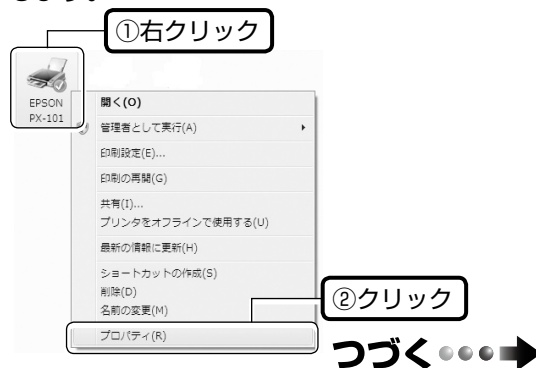 ①右クリック
EPSON
PX-101
開く(O)
管理者として実行(A)
印刷設定(E)...
印刷の再開(G)
共有(I)...
プリンタをオフラインで使用する(U)
最新の情報に更新(H)
ショートカットの作成(S)
削除(D)
名前の変更(M)
②クリック
プロパティ(R)
つづく